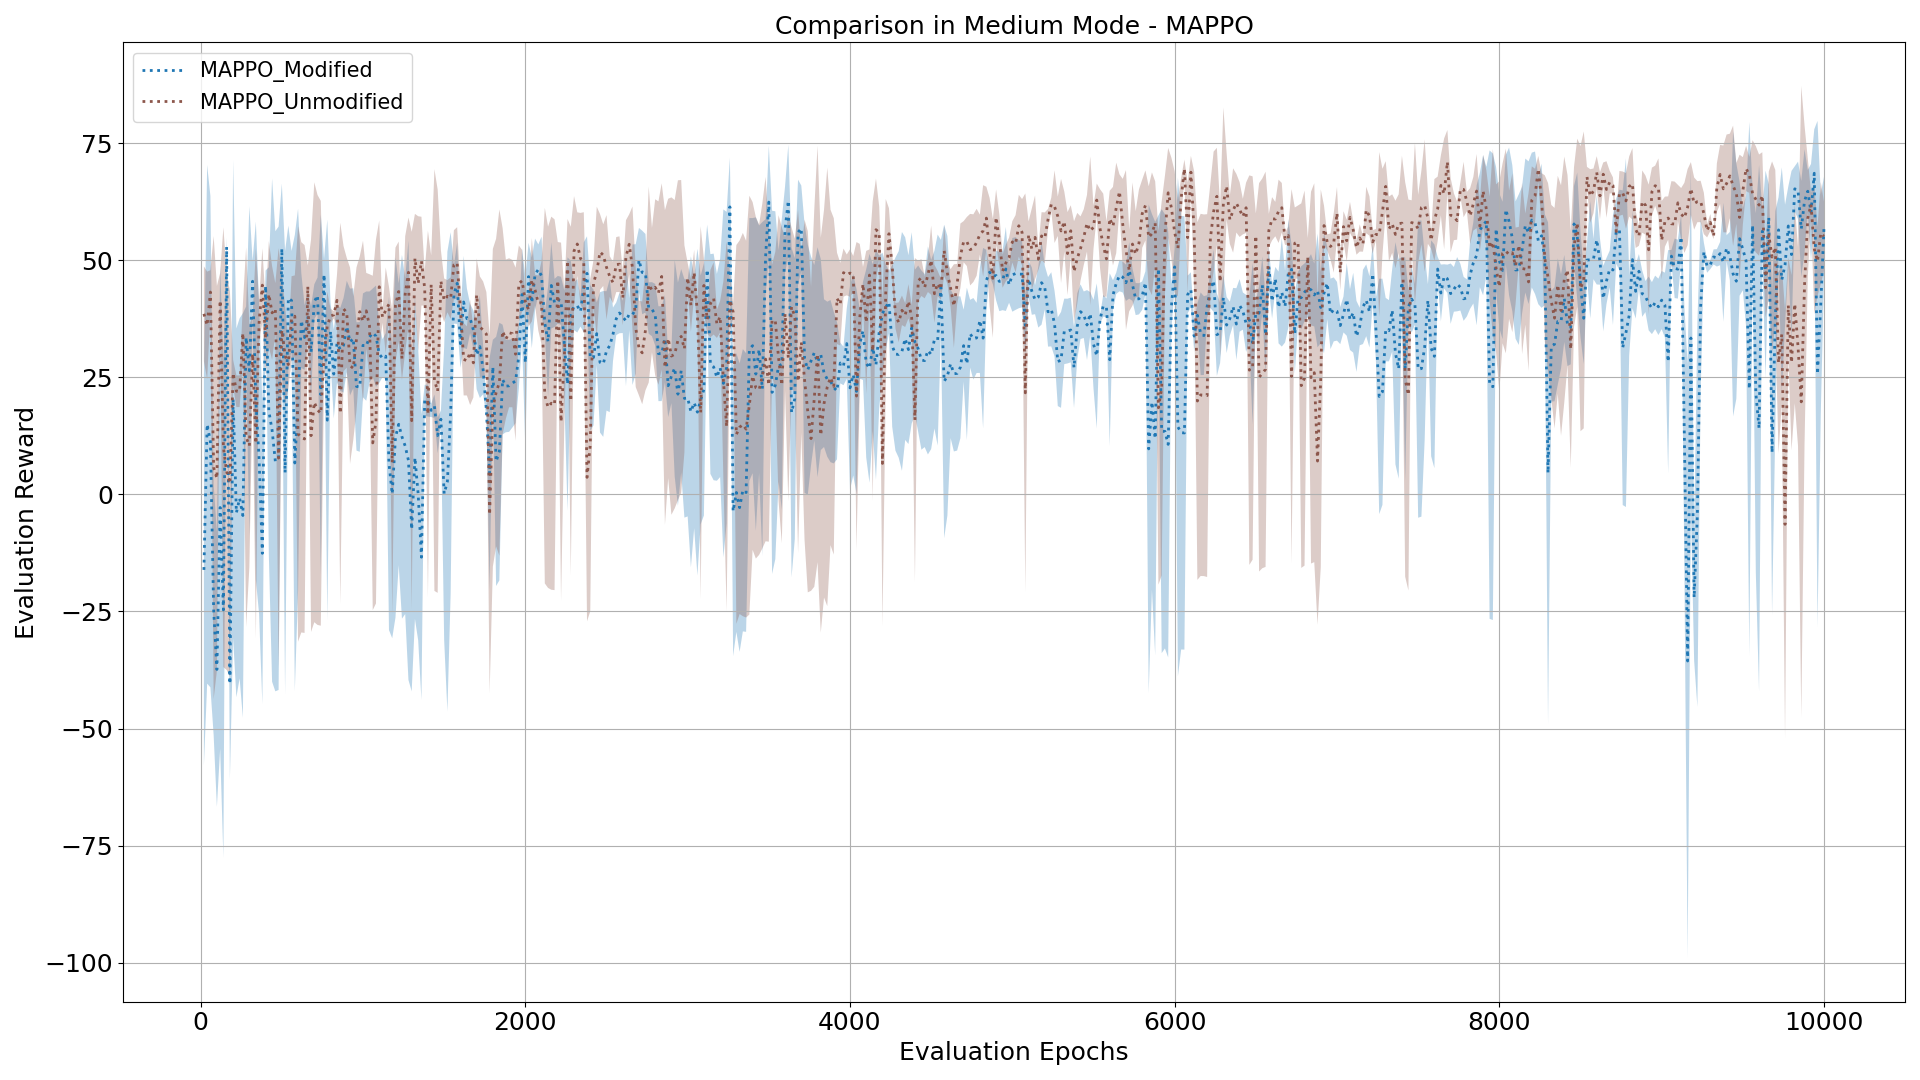 Comparison in Medium Mode - MAPPO
MAPPO_Modified
MAPPO_Unmodified
75
50
25
0
−25
−50
−75
−100
Evaluation Reward
0 2000 4000 6000 8000 10000
Evaluation Epochs